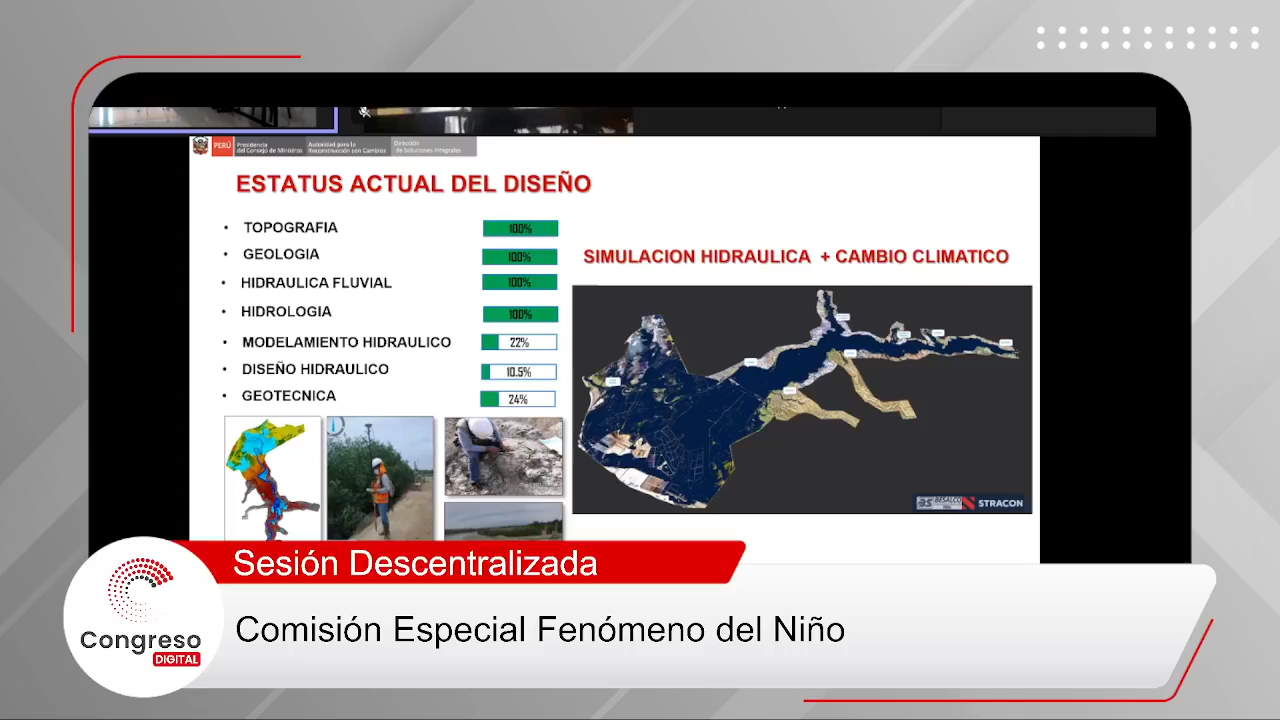 PERÚ
Presidencia
del Consejo de Ministros
Autoridad para la
Reconstrucción con Cambios
Dirección
de Soluciones Integrales
ESTATUS ACTUAL DEL DISEÑO
• TOPOGRAFIA 100%
• GEOLOGIA 100%
• HIDRAULICA FLUVIAL 100%
• HIDROLOGIA 100%
• MODELAMIENTO HIDRAULICO 22%
• DISEÑO HIDRAULICO 10.5%
• GEOTECNICA 24%
SIMULACION HIDRAULICA + CAMBIO CLIMATICO
BESALCO
STRACON
Sesión Descentralizada
Comisión Especial Fenómeno del Niño
Congreso
DIGITAL